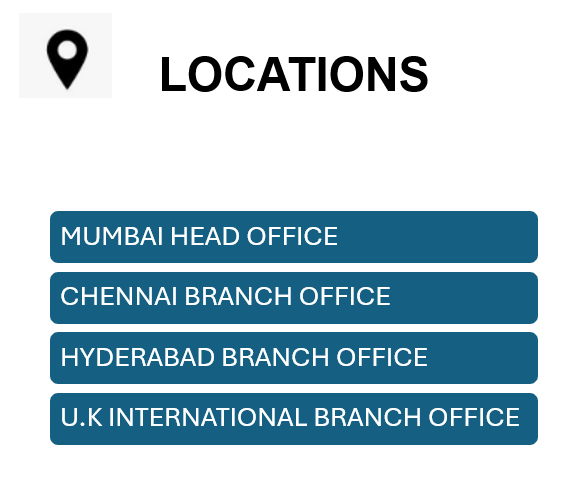 LOCATIONS
MUMBAI HEAD OFFICE
CHENNAI BRANCH OFFICE
HYDERABAD BRANCH OFFICE
U.K INTERNATIONAL BRANCH OFFICE